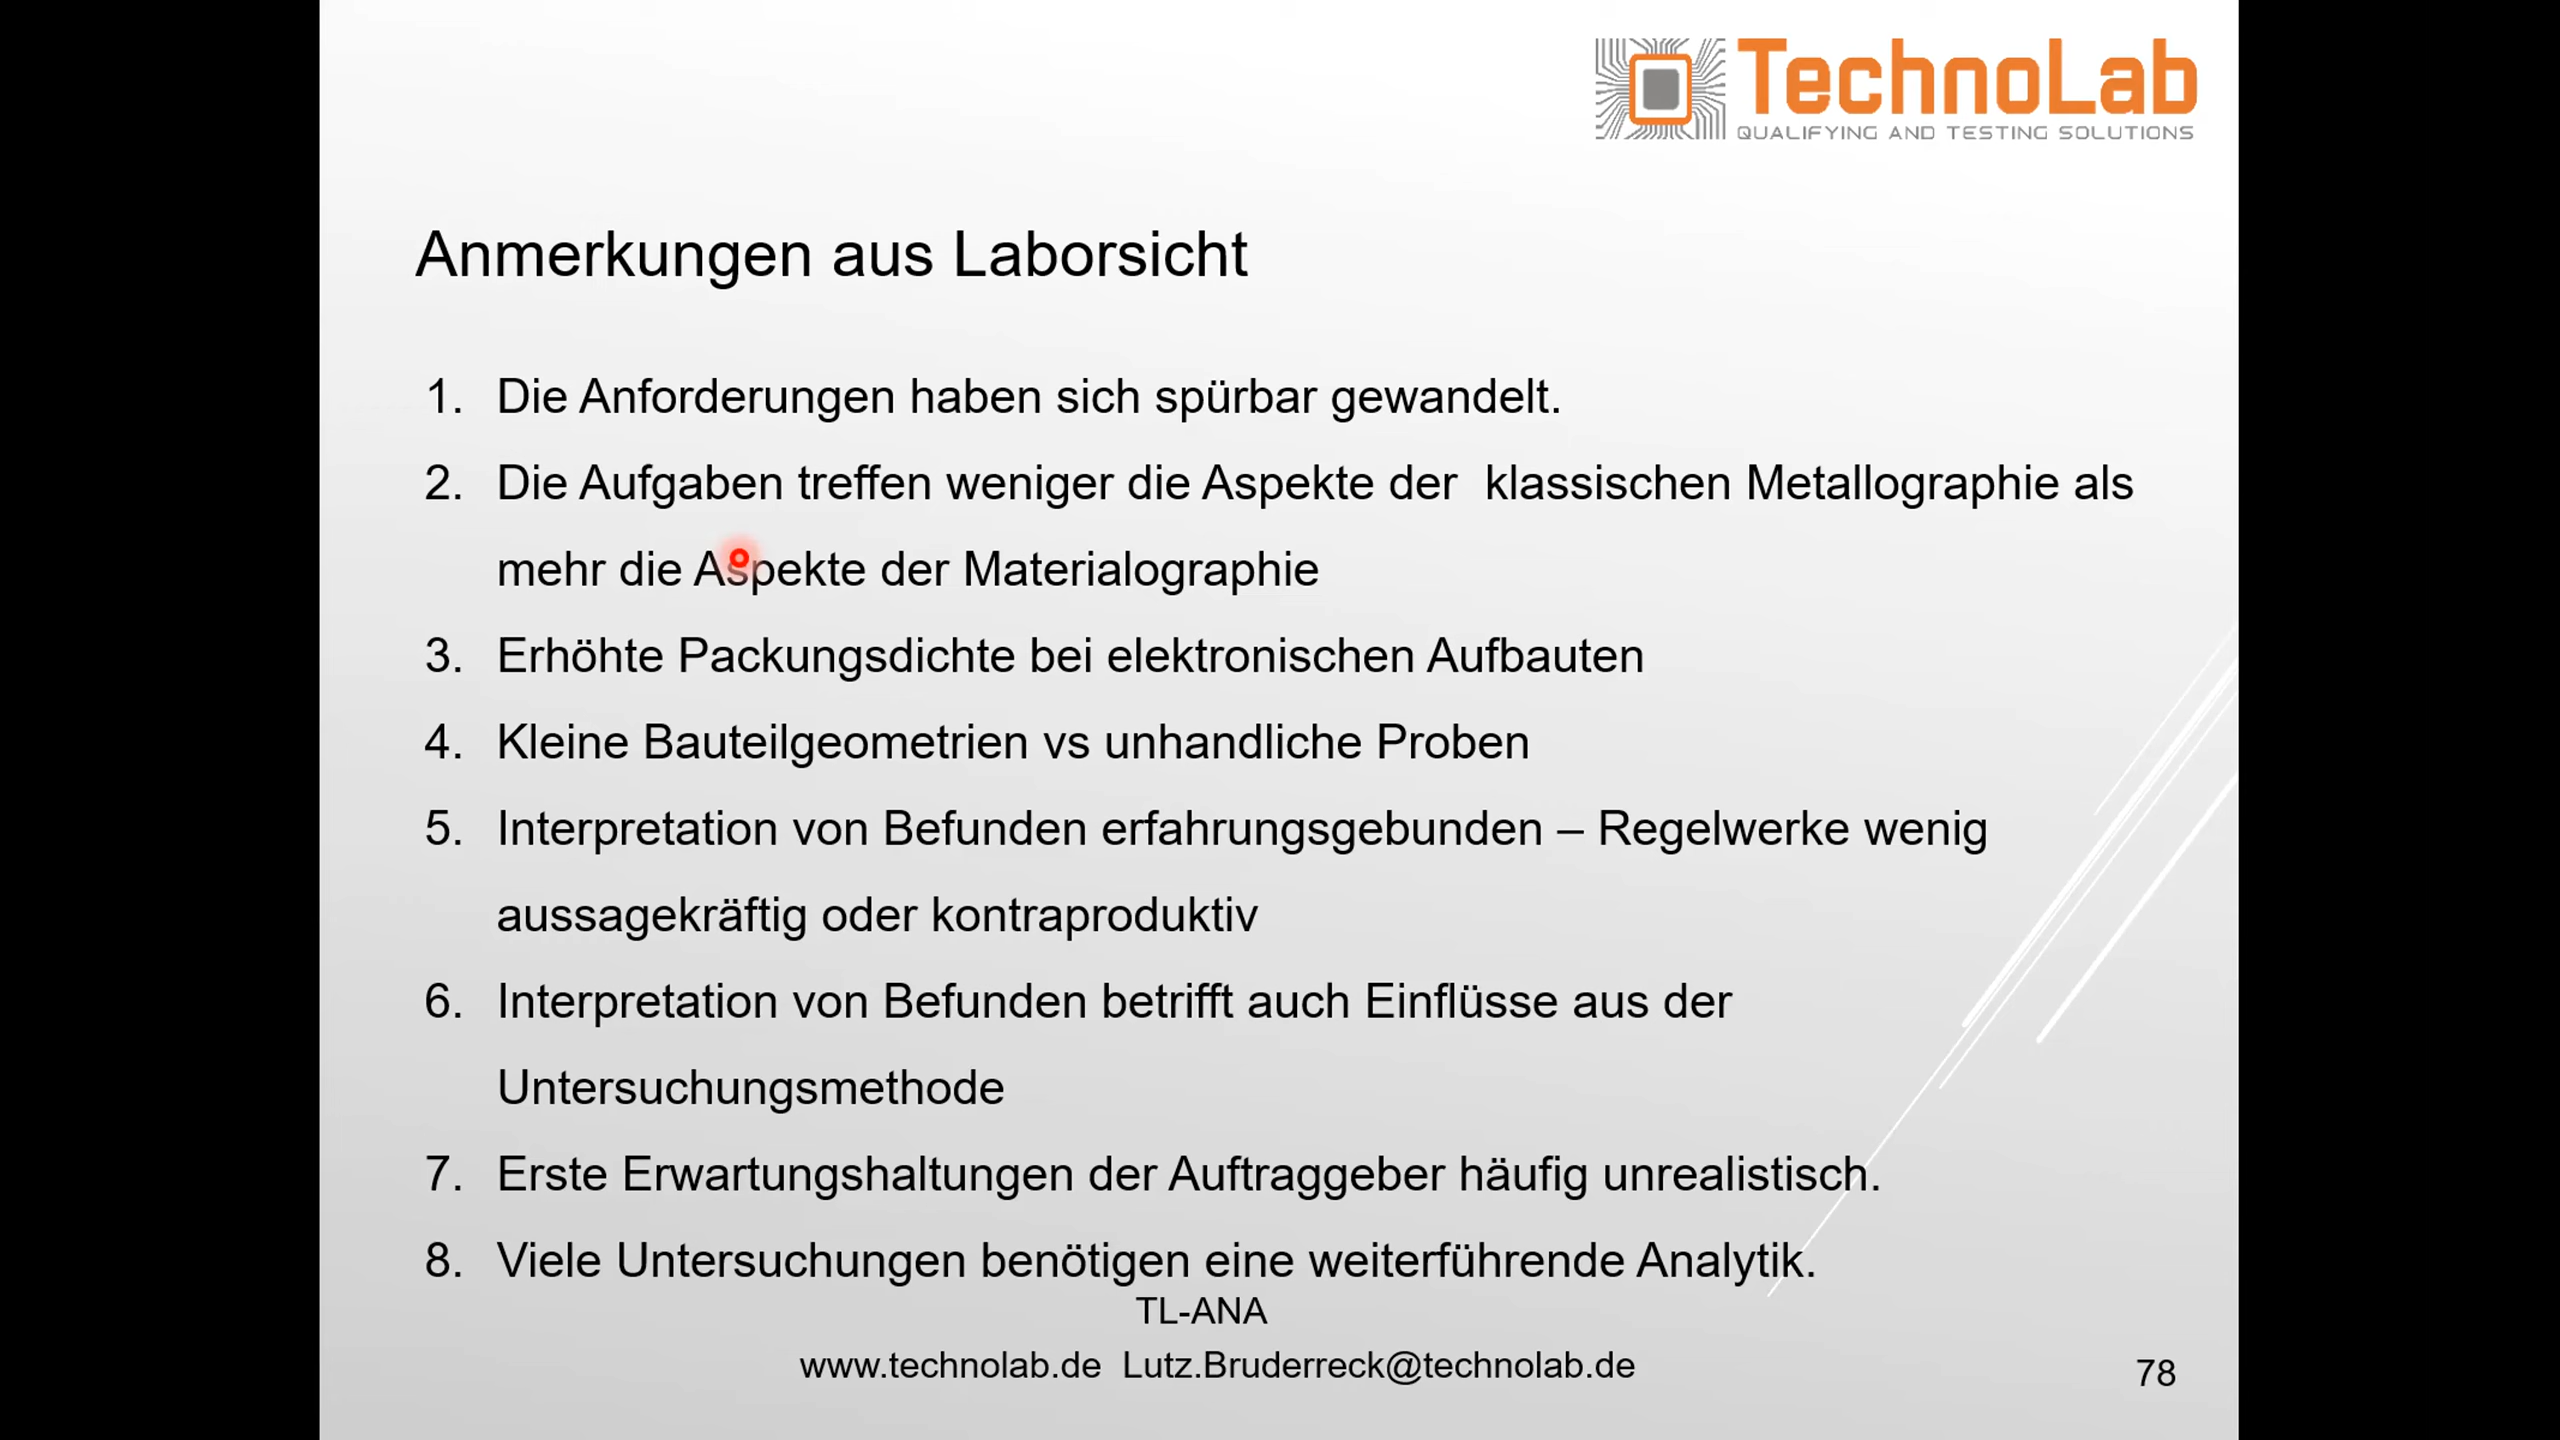 TechnoLab
QUALIFYING AND TESTING SOLUTIONS
Anmerkungen aus Laborsicht
1. Die Anforderungen haben sich spürbar gewandelt.
2. Die Aufgaben treffen weniger die Aspekte der  klassischen Metallographie als
mehr die Aspekte der Materialographie
3. Erhöhte Packungsdichte bei elektronischen Aufbauten
4. Kleine Bauteilgeometrien vs unhandliche Proben
5. Interpretation von Befunden erfahrungsgebunden – Regelwerke wenig
aussagekräftig oder kontraproduktiv
6. Interpretation von Befunden betrifft auch Einflüsse aus der
Untersuchungsmethode
7. Erste Erwartungshaltungen der Auftraggeber häufig unrealistisch.
8. Viele Untersuchungen benötigen eine weiterführende Analytik.
TL-ANA
www.technolab.de  Lutz.Bruderreck@technolab.de
78